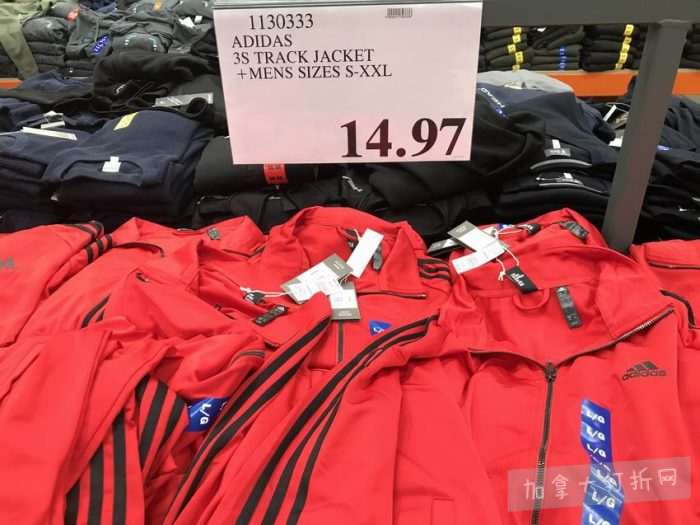 1130333
ADIDAS
3S TRACK JACKET
+MENS SIZES S-XXL
14.97
adidas
L/G
L/G
L/G
L/G
L/G
L/G
加拿大打折网